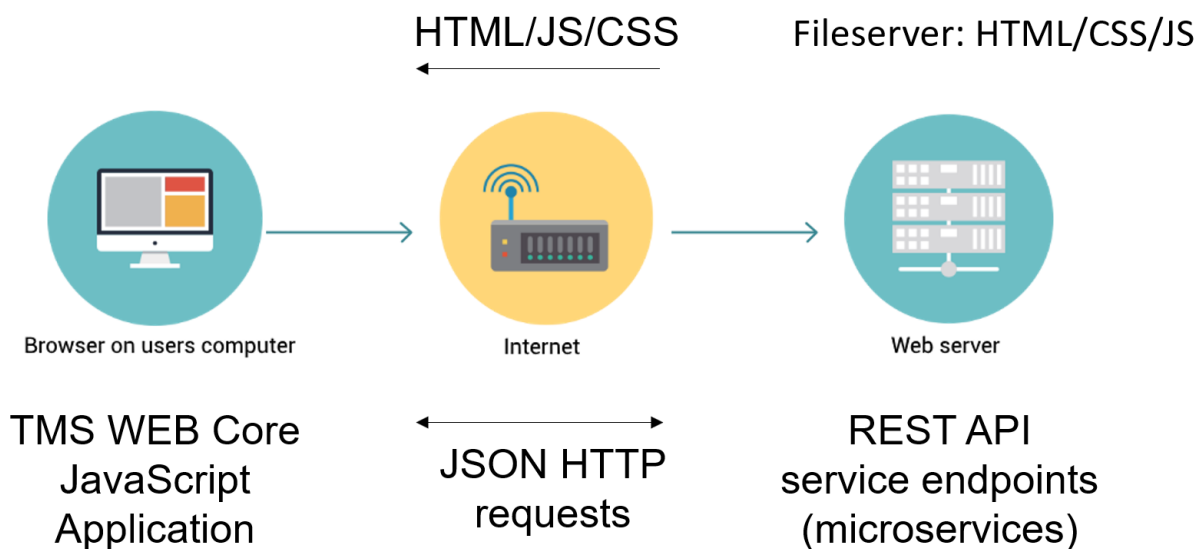 HTML/JS/CSS
Fileserver: HTML/CSS/JS
Browser on users computer
Internet
Web server
TMS WEB Core
JavaScript
Application
JSON HTTP
requests
REST API
service endpoints
(microservices)